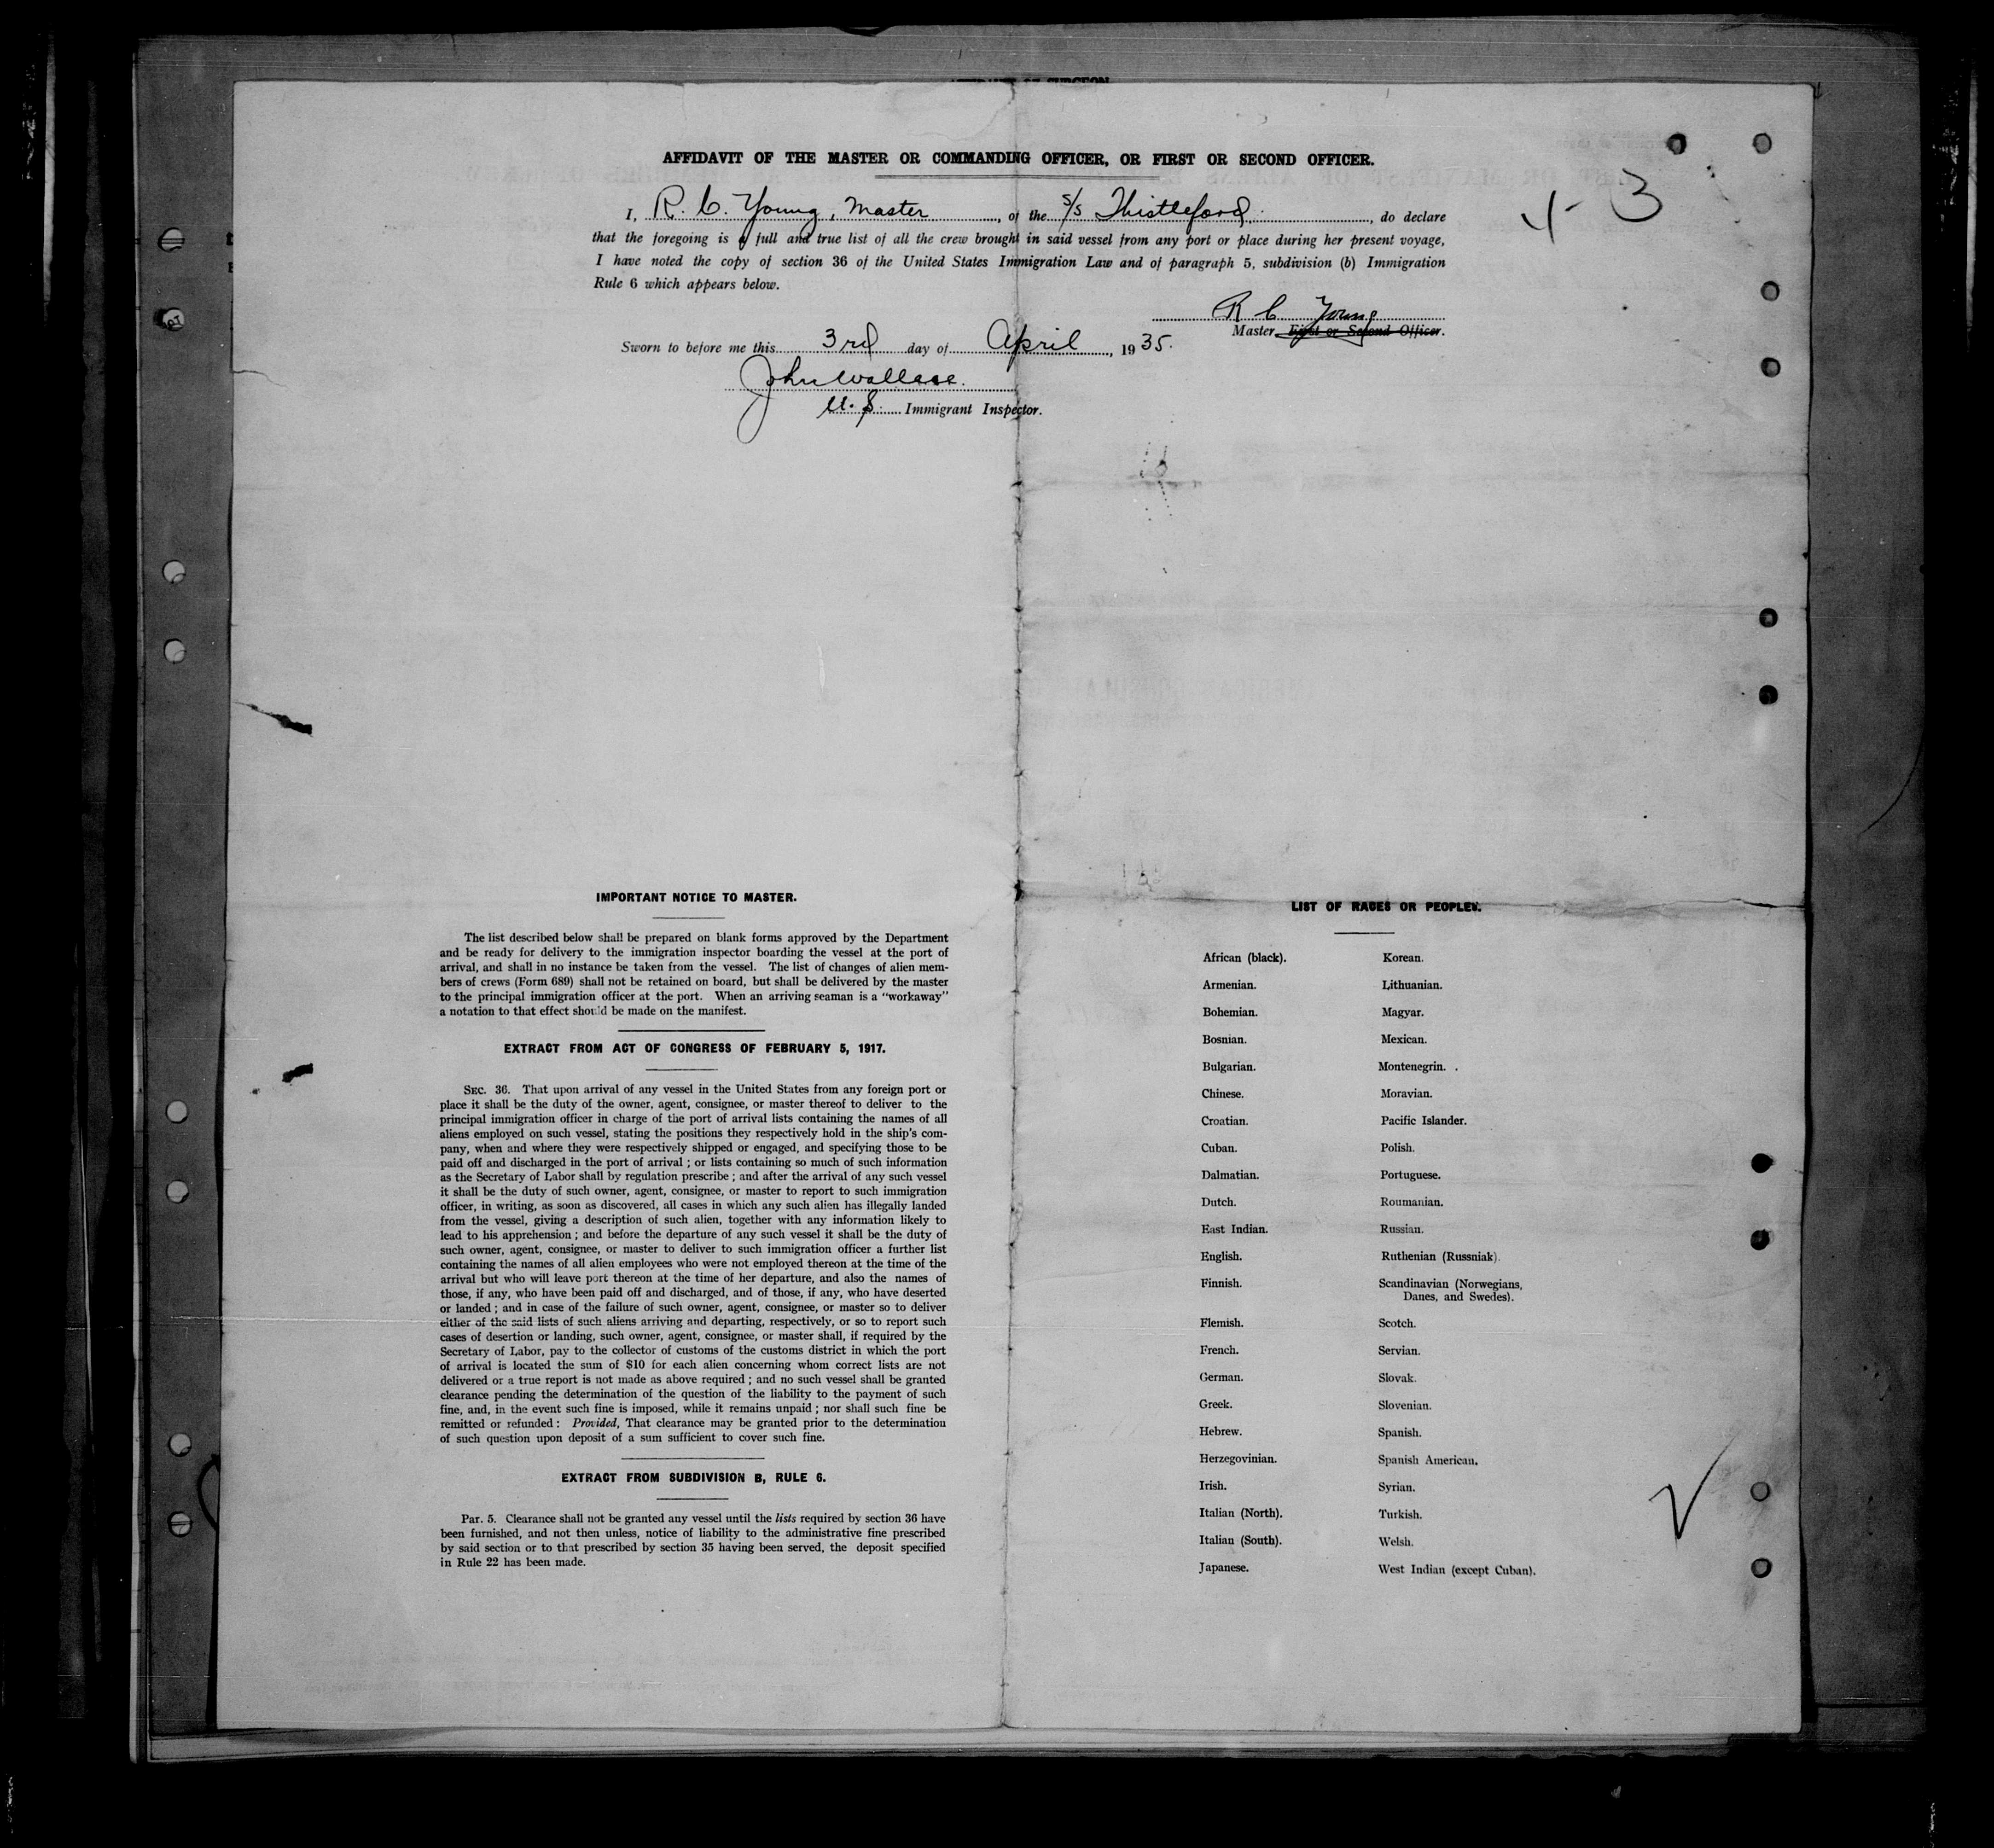 AFFIDAVIT OF THE MASTER OR COMMANDING OFFICER, OR FIRST OR SECOND OFFICER.
4-3
I, R. C. Young, Master, of the s/s Thistleford, do declare
that the foregoing is a full and true list of all the crew brought in said vessel from any port or place during her present voyage,
I have noted the copy of section 36 of the United States Immigration Law and of paragraph 5, subdivision (b) Immigration
Rule 6 which appears below.
R C Young
Master First or Second Officer.
Sworn to before me this 3rd day of April, 1935.
John Wallace.
U.S. Immigrant Inspector.
IMPORTANT NOTICE TO MASTER.
The list described below shall be prepared on blank forms approved by the Department
and be ready for delivery to the immigration inspector boarding the vessel at the port of
arrival, and shall in no instance be taken from the vessel. The list of changes of alien mem-
bers of crews (Form 689) shall not be retained on board, but shall be delivered by the master
to the principal immigration officer at the port. When an arriving seaman is a "workaway"
a notation to that effect should be made on the manifest.
EXTRACT FROM ACT OF CONGRESS OF FEBRUARY 5, 1917.
SEC. 36. That upon arrival of any vessel in the United States from any foreign port or
place it shall be the duty of the owner, agent, consignee, or master thereof to deliver to the
principal immigration officer in charge of the port of arrival lists containing the names of all
aliens employed on such vessel, stating the positions they respectively hold in the ship's com-
pany, when and where they were respectively shipped or engaged, and specifying those to be
paid off and discharged in the port of arrival; or lists containing so much of such information
as the Secretary of Labor shall by regulation prescribe; and after the arrival of any such vessel
it shall be the duty of such owner, agent, consignee, or master to report to such immigration
officer, in writing, as soon as discovered, all cases in which any such alien has illegally landed
from the vessel, giving a description of such alien, together with any information likely to
lead to his apprehension; and before the departure of any such vessel it shall be the duty of
such owner, agent, consignee, or master to deliver to such immigration officer a further list
containing the names of all alien employees who were not employed thereon at the time of the
arrival but who will leave port thereon at the time of her departure, and also the names of
those, if any, who have been paid off and discharged, and of those, if any, who have deserted
or landed; and in case of the failure of such owner, agent, consignee, or master so to deliver
either of the said lists of such aliens arriving and departing, respectively, or so to report such
cases of desertion or landing, such owner, agent, consignee, or master shall, if required by the
Secretary of Labor, pay to the collector of customs of the customs district in which the port
of arrival is located the sum of $10 for each alien concerning whom correct lists are not
delivered or a true report is not made as above required; and no such vessel shall be granted
clearance pending the determination of the question of the liability to the payment of such
fine, and, in the event such fine is imposed, while it remains unpaid; nor shall such fine be
remitted or refunded: Provided, That clearance may be granted prior to the determination
of such question upon deposit of a sum sufficient to cover such fine.
EXTRACT FROM SUBDIVISION B, RULE 6.
Par. 5. Clearance shall not be granted any vessel until the lists required by section 36 have
been furnished, and not then unless, notice of liability to the administrative fine prescribed
by said section or to that prescribed by section 35 having been served, the deposit specified
in Rule 22 has been made.
LIST OF RACES OR PEOPLES.
African (black). Korean.
Armenian. Lithuanian.
Bohemian. Magyar.
Bosnian. Mexican.
Bulgarian. Montenegrin.
Chinese. Moravian.
Croatian. Pacific Islander.
Cuban. Polish.
Dalmatian. Portuguese.
Dutch. Roumanian.
East Indian. Russian.
English. Ruthenian (Russniak).
Finnish. Scandinavian (Norwegians,
Danes, and Swedes).
Flemish. Scotch.
French. Servian.
German. Slovak.
Greek. Slovenian.
Hebrew. Spanish.
Herzegovinian. Spanish American.
Irish. Syrian.
Italian (North). Turkish.
Italian (South). Welsh.
Japanese. West Indian (except Cuban).